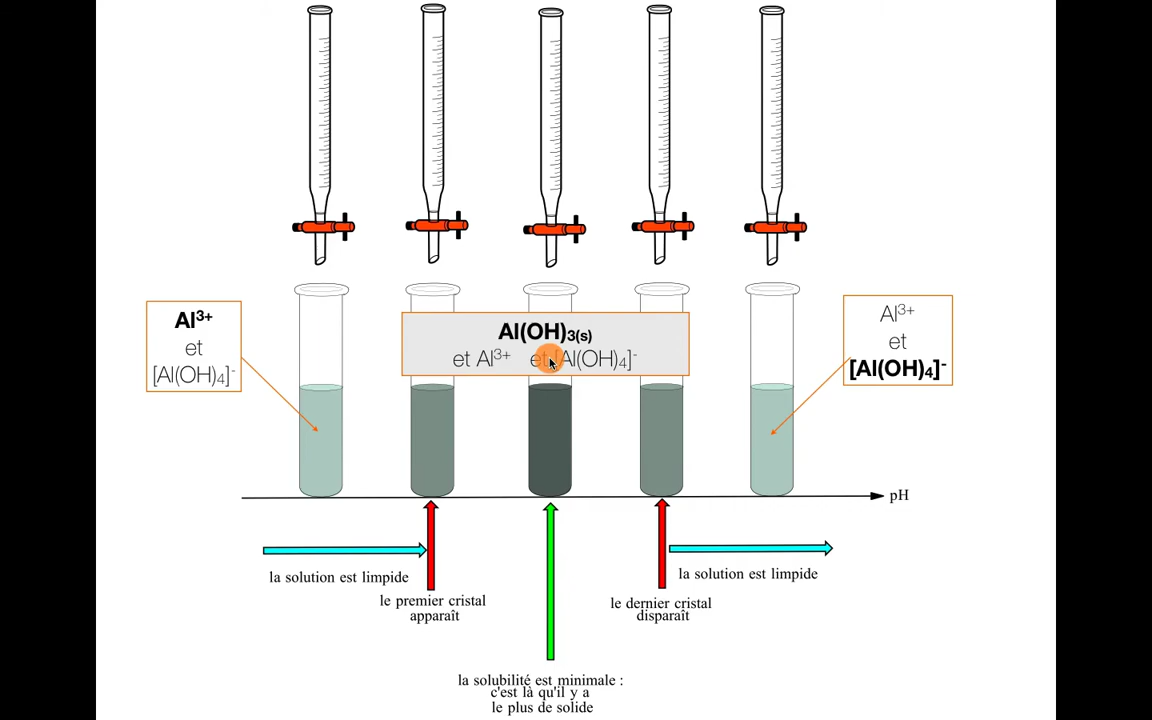 Al³⁺
et
[Al(OH)₄]⁻
Al(OH)₃₍ₛ₎
et Al³⁺ et [Al(OH)₄]⁻
Al³⁺
et
[Al(OH)₄]⁻
pH
la solution est limpide
la solution est limpide
le premier cristal
apparaît
le dernier cristal
disparaît
la solubilité est minimale :
c'est là qu'il y a
le plus de solide